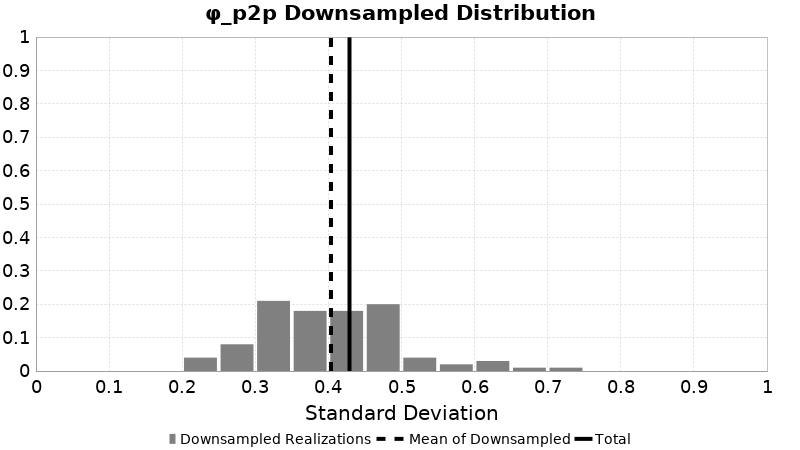 φ_p2p Downsampled Distribution
1
0.9
0.8
0.7
0.6
0.5
0.4
0.3
0.2
0.1
0
0 0.1 0.2 0.3 0.4 0.5 0.6 0.7 0.8 0.9 1
Standard Deviation
Downsampled Realizations Mean of Downsampled Total